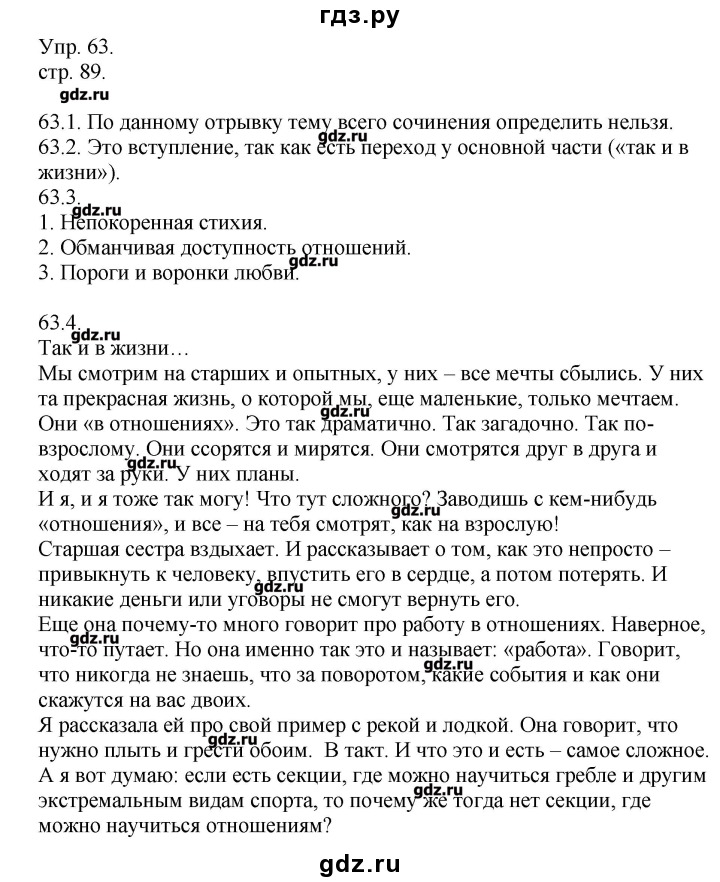 гдз.ру
Упр. 63.
стр. 89.
gdz.ru
63.1. По данному отрывку тему всего сочинения определить нельзя.
gdz.ru
63.2. Это вступление, так как есть переход у основной части («так и в
жизни»).
63.3.
gdz.ru
1. Непокоренная стихия.
2. Обманчивая доступность отношений.
gdz.ru
3. Пороги и воронки любви.
63.4.
gdz.ru
Так и в жизни…
Мы смотрим на старших и опытных, у них – все мечты сбылись. У них
gdz.ru
та прекрасная жизнь, о которой мы, еще маленькие, только мечтаем.
Они «в отношениях». Это так драматично. Так загадочно. Так по-
gdz.ru
взрослому. Они ссорятся и мирятся. Они смотрятся друг в друга и
gdz.ru
ходят за руки. У них планы.
И я, и я тоже так могу! Что тут сложного? Заводишь с кем-нибудь
gdz.ru
«отношения», и все – на тебя смотрят, как на взрослую!
Старшая сестра вздыхает. И рассказывает о том, как это непросто –
привыкнуть к человеку, впустить его в сердце, а потом потерять. И
gdz.ru
никакие деньги или уговоры не смогут вернуть его.
Еще она почему-то много говорит про работу в отношениях. Наверное,
gdz.ru
что-то путает. Но она именно так это и называет: «работа». Говорит,
gdz.ru
что никогда не знаешь, что за поворотом, какие события и как они
скажутся на вас двоих.
Я рассказала ей про свой пример с рекой и лодкой. Она говорит, что
gdz.ru
нужно плыть и грести обоим. В такт. И что это и есть – самое сложное.
А я вот думаю: если есть секции, где можно научиться гребле и другим
gdz.ru
экстремальным видам спорта, то почему же тогда нет секции, где
можно научиться отношениям?
gdz.ru